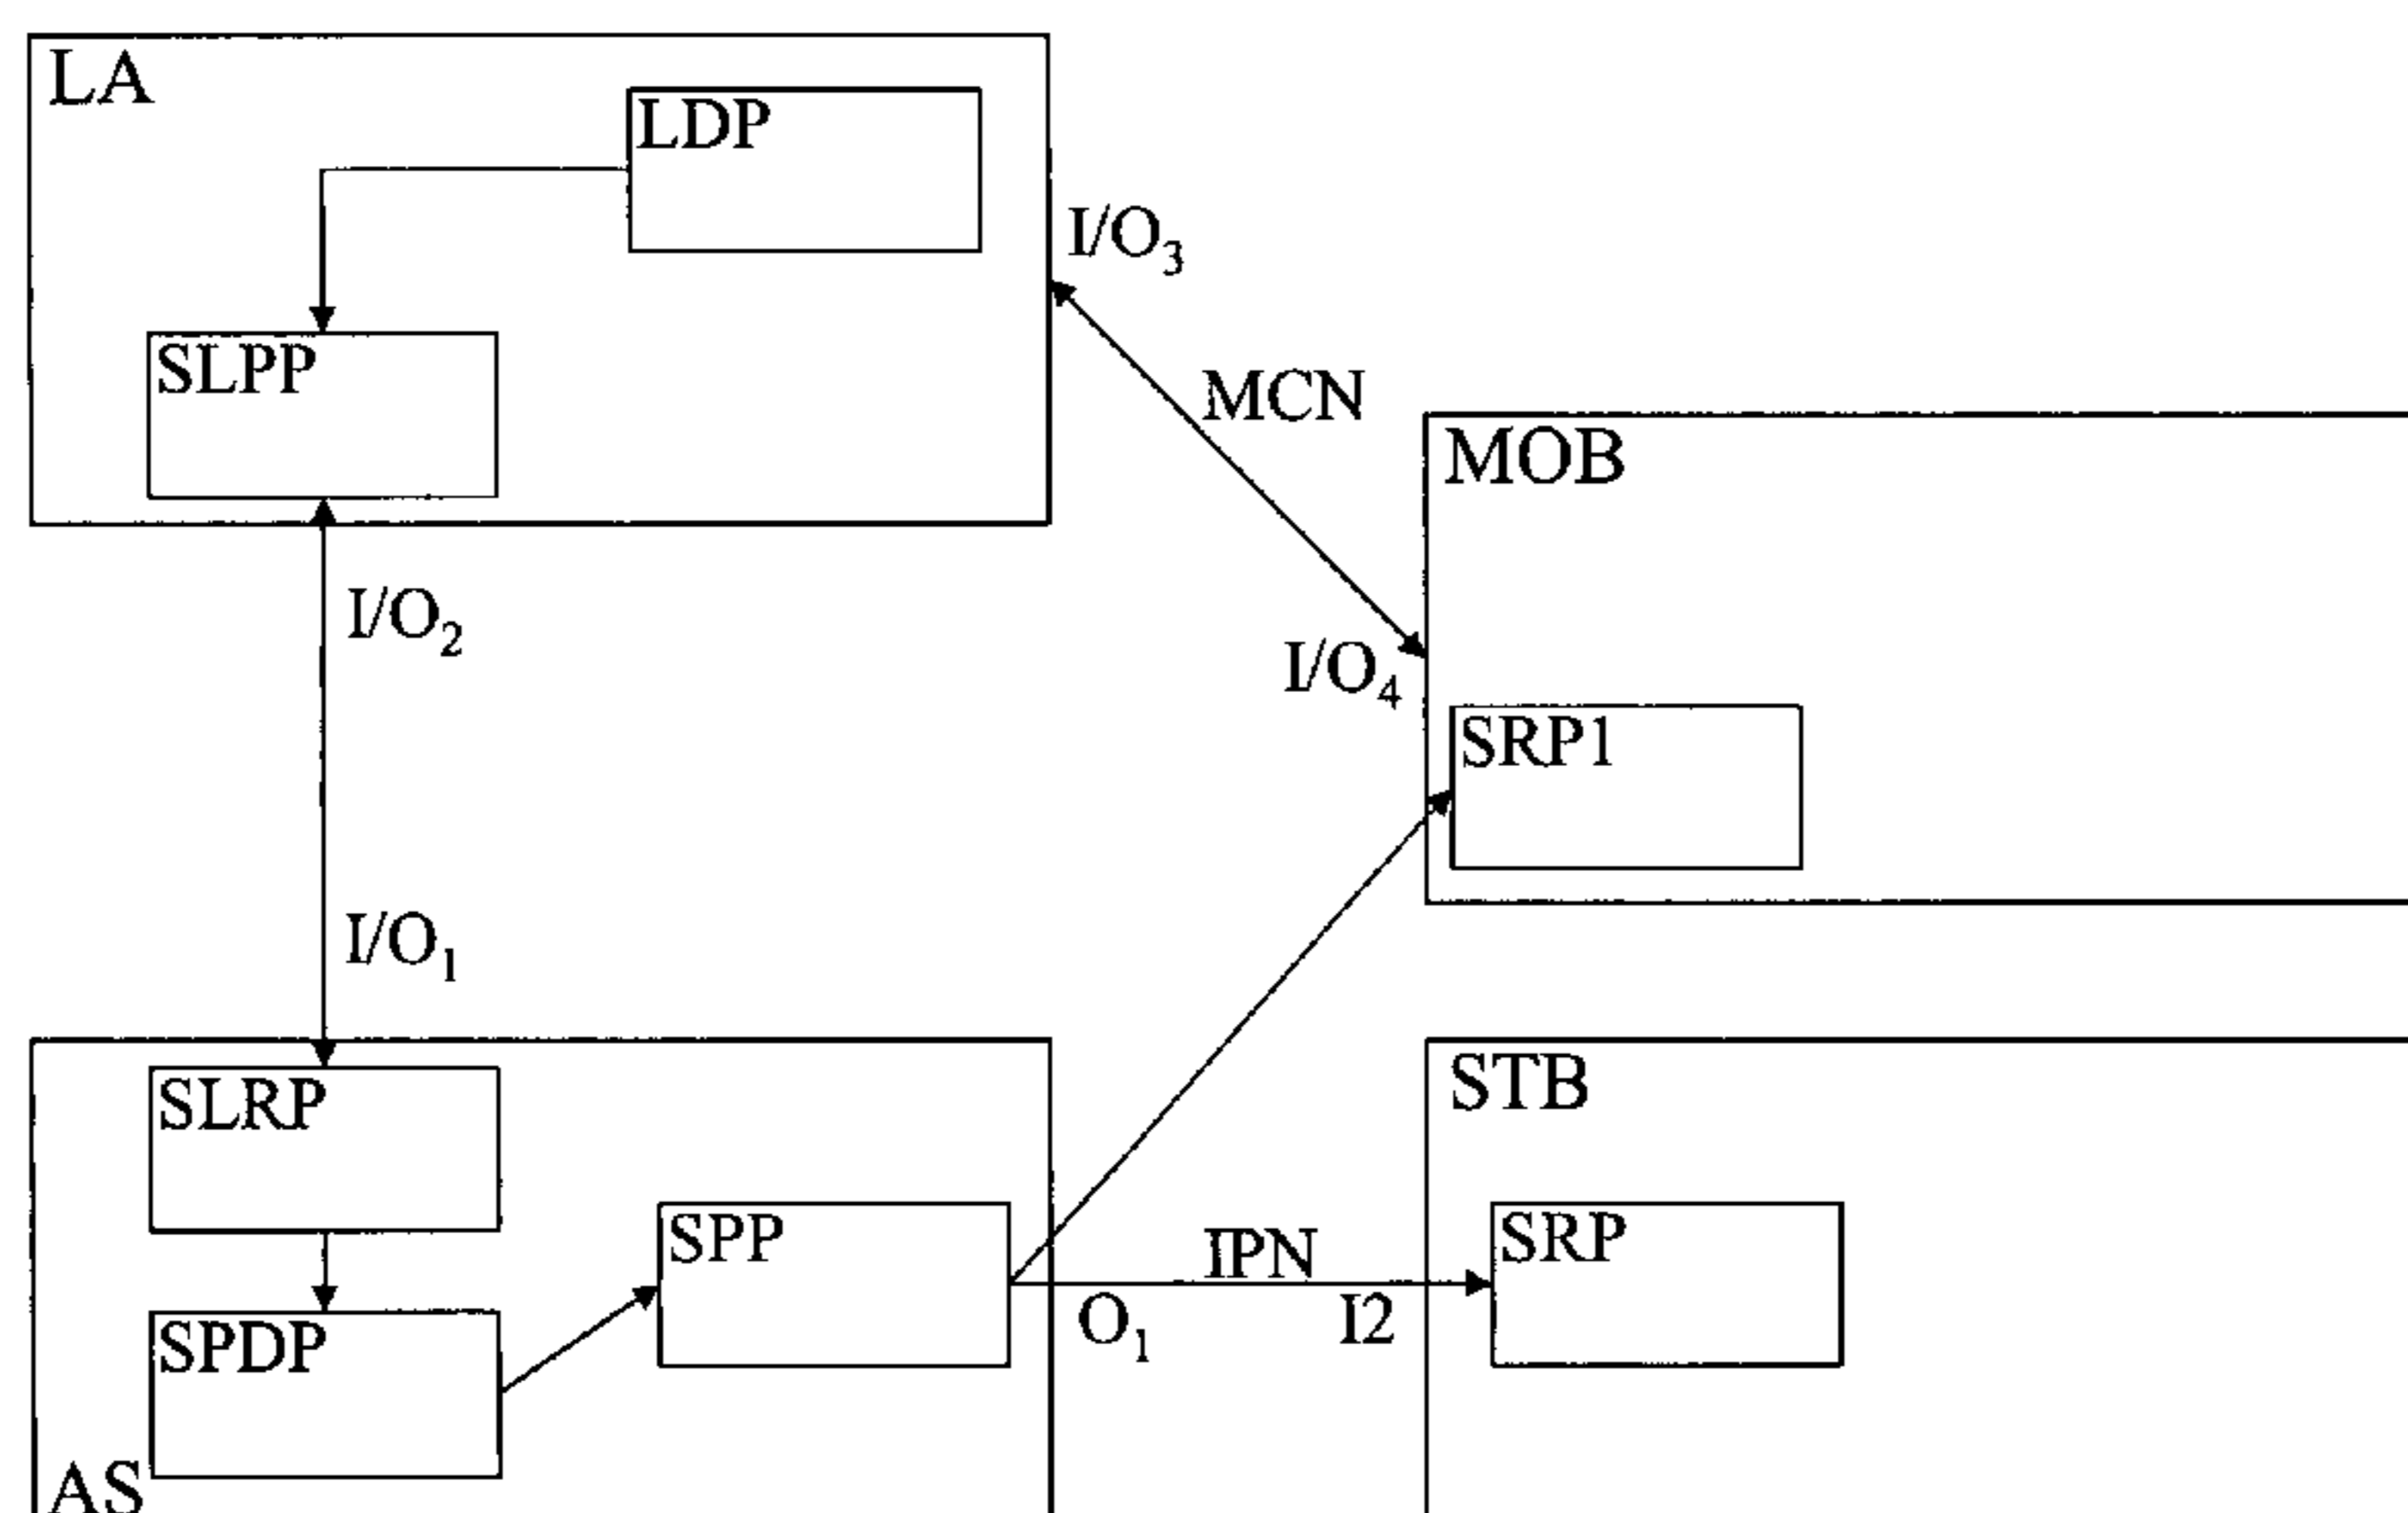 LA
LDP
I/O₃
SLPP
MCN
MOB
I/O₂
I/O₄
SRP1
I/O₁
SLRP
STB
SPP
IPN
SRP
O₁
I2
SPDP
AS